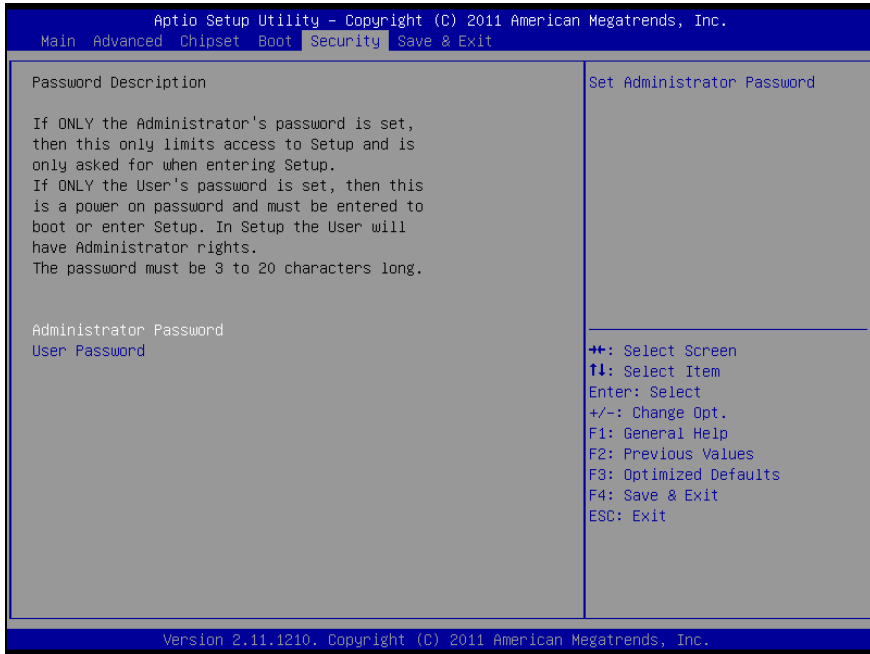 Aptio Setup Utility – Copyright (C) 2011 American Megatrends, Inc.
Main Advanced Chipset Boot Security Save & Exit
Password Description
If ONLY the Administrator's password is set,
then this only limits access to Setup and is
only asked for when entering Setup.
If ONLY the User's password is set, then this
is a power on password and must be entered to
boot or enter Setup. In Setup the User will
have Administrator rights.
The password must be 3 to 20 characters long.
Administrator Password
User Password
Set Administrator Password
→←: Select Screen
↑↓: Select Item
Enter: Select
+/-: Change Opt.
F1: General Help
F2: Previous Values
F3: Optimized Defaults
F4: Save & Exit
ESC: Exit
Version 2.11.1210. Copyright (C) 2011 American Megatrends, Inc.